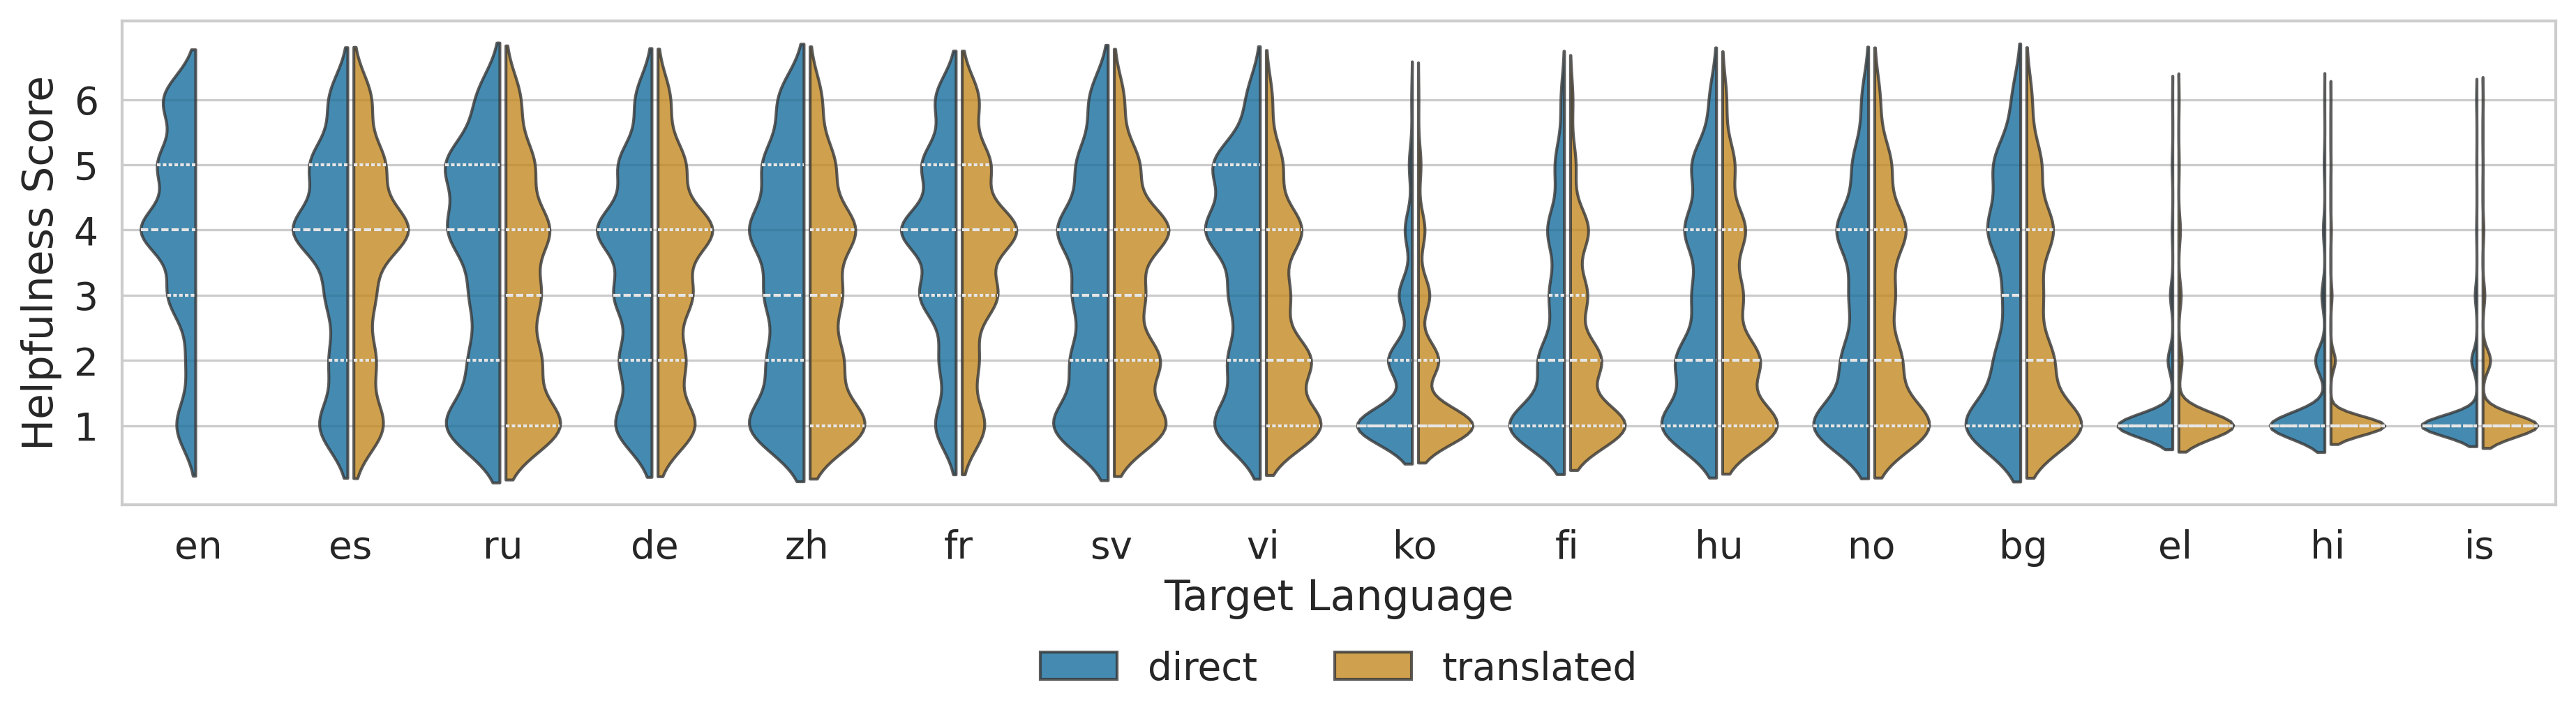 Helpfulness Score
6
5
4
3
2
1
en es ru de zh fr sv vi ko fi hu no bg el hi is
Target Language
direct translated